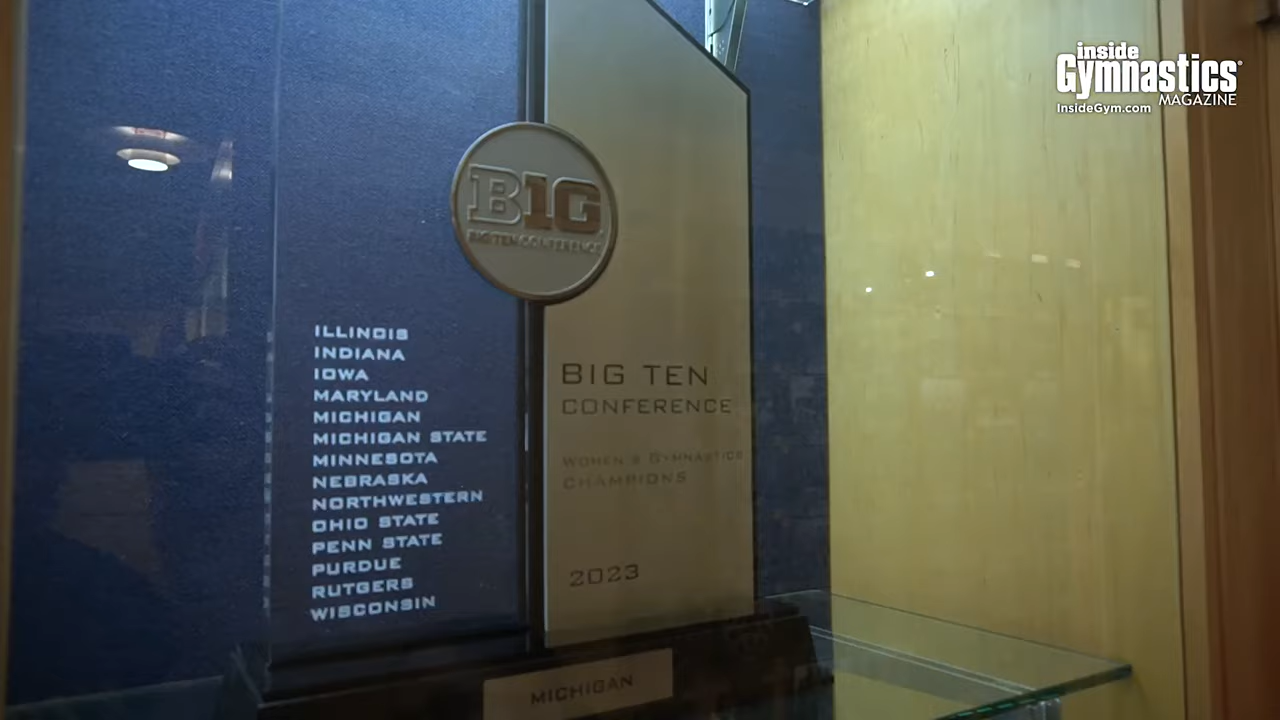 inside
Gymnastics
MAGAZINE
InsideGym.com
B1G
BIG TEN CONFERENCE
ILLINOIS
INDIANA
IOWA
MARYLAND
MICHIGAN
MICHIGAN STATE
MINNESOTA
NEBRASKA
NORTHWESTERN
OHIO STATE
PENN STATE
PURDUE
RUTGERS
WISCONSIN
BIG TEN
CONFERENCE
WOMEN'S GYMNASTICS
CHAMPIONS
2023
MICHIGAN